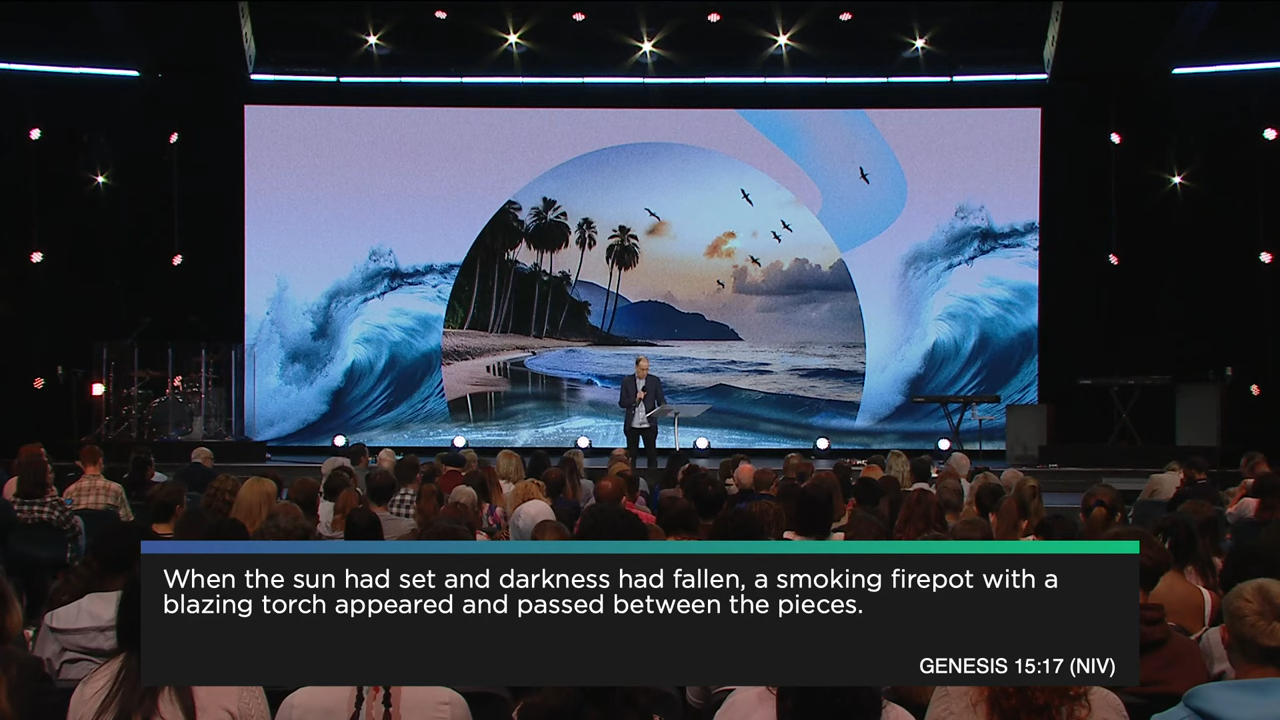 When the sun had set and darkness had fallen, a smoking firepot with a
blazing torch appeared and passed between the pieces.
GENESIS 15:17 (NIV)